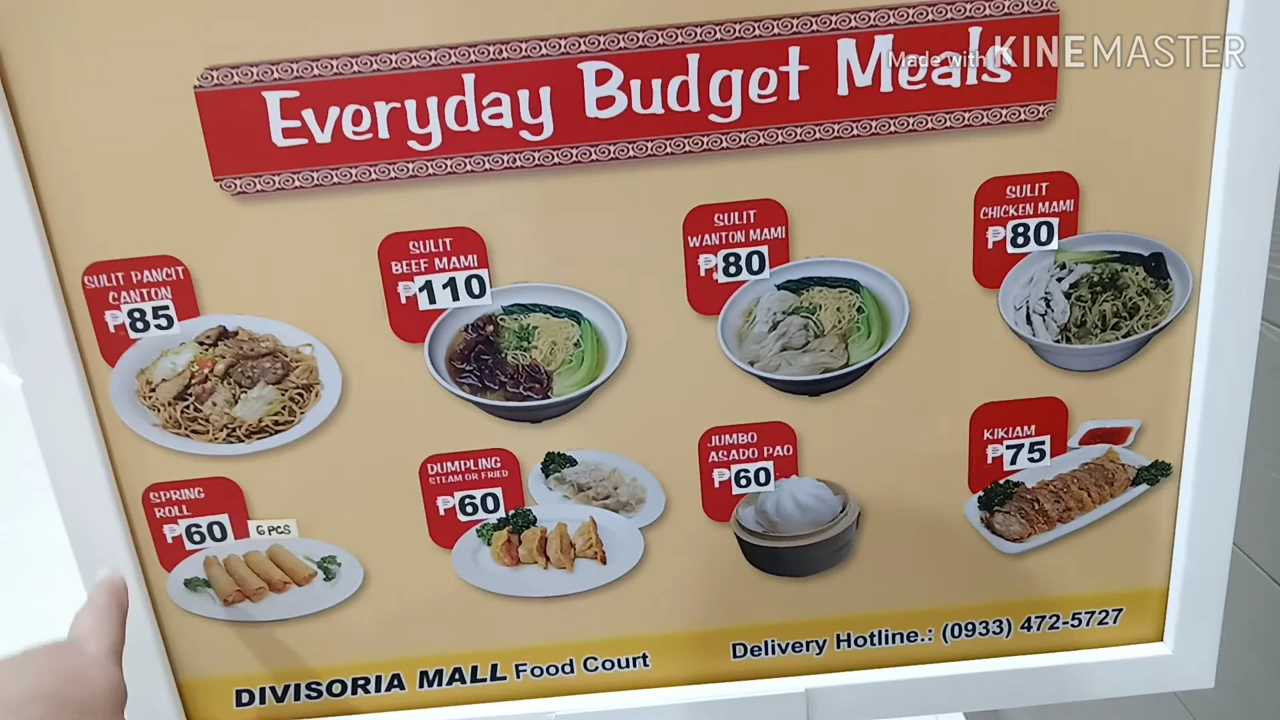 Made with KINEMASTER
Everyday Budget Meals
SULIT PANCIT
CANTON
₱85
SULIT
BEEF MAMI
₱110
SULIT
WANTON MAMI
₱80
SULIT
CHICKEN MAMI
₱80
SPRING
ROLL
₱60
6 PCS
DUMPLING
STEAM OR FRIED
₱60
JUMBO
ASADO PAO
₱60
KIKIAM
₱75
DIVISORIA MALL Food Court
Delivery Hotline.: (0933) 472-5727